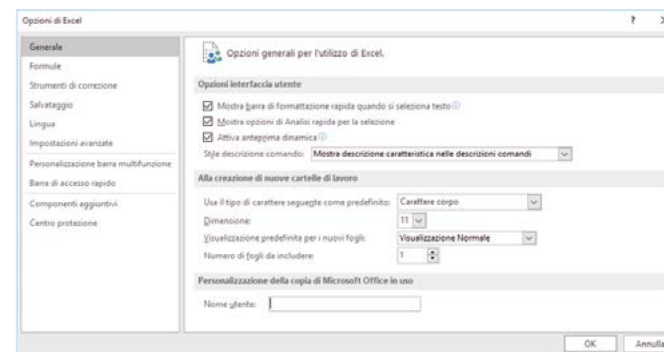 Opzioni di Excel
?
Generale
Formule
Strumenti di correzione
Salvataggio
Lingua
Impostazioni avanzate
Personalizzazione barra multifunzione
Barra di accesso rapido
Componenti aggiuntivi
Centro protezione
Opzioni generali per l'utilizzo di Excel.
Opzioni interfaccia utente
Mostra barra di formattazione rapida quando si seleziona testo
Mostra opzioni di Analisi rapida per la selezione
Attiva anteprima dinamica
Stile descrizione comando: Mostra descrizione caratteristica nelle descrizioni comandi
Alla creazione di nuove cartelle di lavoro
Usa il tipo di carattere seguente come predefinito: Carattere corpo
Dimensione: 11
Visualizzazione predefinita per i nuovi fogli: Visualizzazione Normale
Numero di fogli da includere: 1
Personalizzazione della copia di Microsoft Office in uso
Nome utente:
OK Annulla